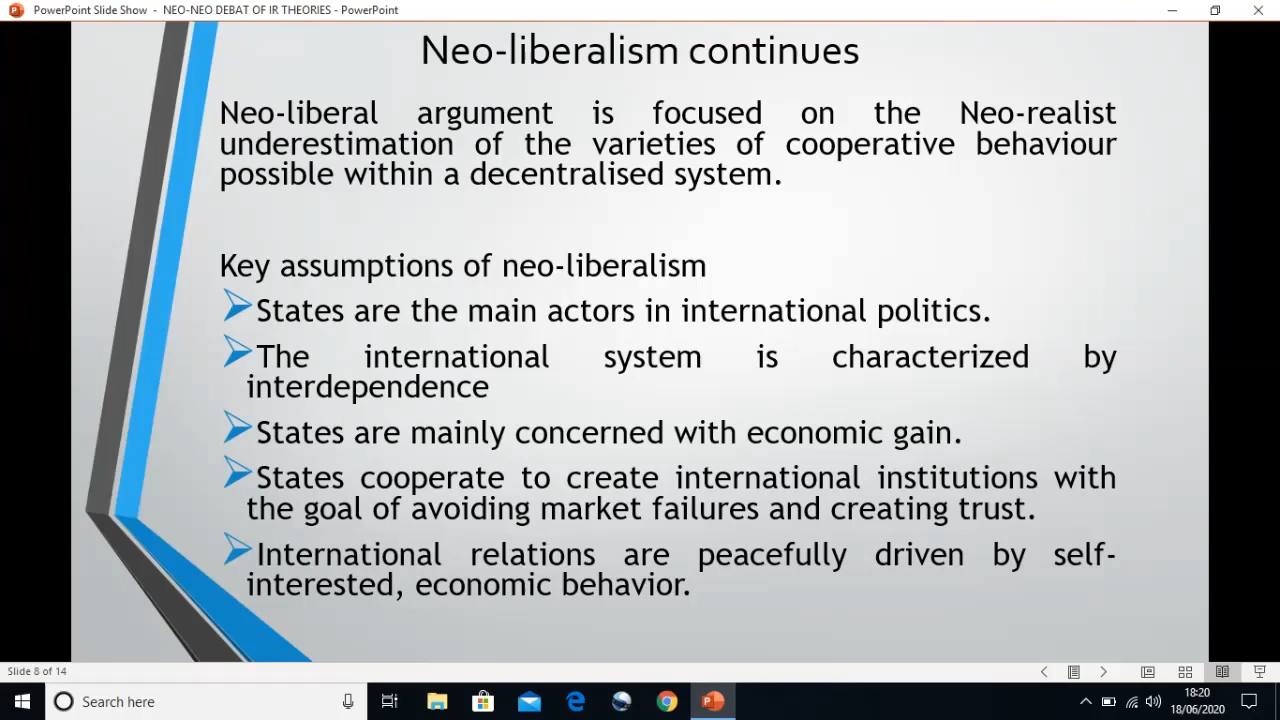 PowerPoint Slide Show - NEO-NEO DEBAT OF IR THEORIES - PowerPoint
Neo-liberalism continues
Neo-liberal argument is focused on the Neo-realist
underestimation of the varieties of cooperative behaviour
possible within a decentralised system.
Key assumptions of neo-liberalism
States are the main actors in international politics.
The international system is characterized by
interdependence
States are mainly concerned with economic gain.
States cooperate to create international institutions with
the goal of avoiding market failures and creating trust.
International relations are peacefully driven by self-
interested, economic behavior.
Slide 8 of 14
Search here
18:20
18/06/2020